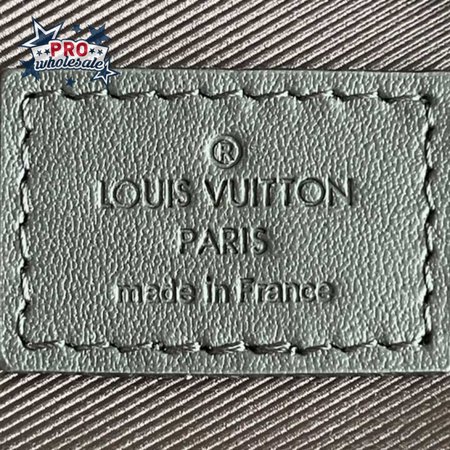 PRO
wholesale
®
LOUIS VUITTON
PARIS
made in France